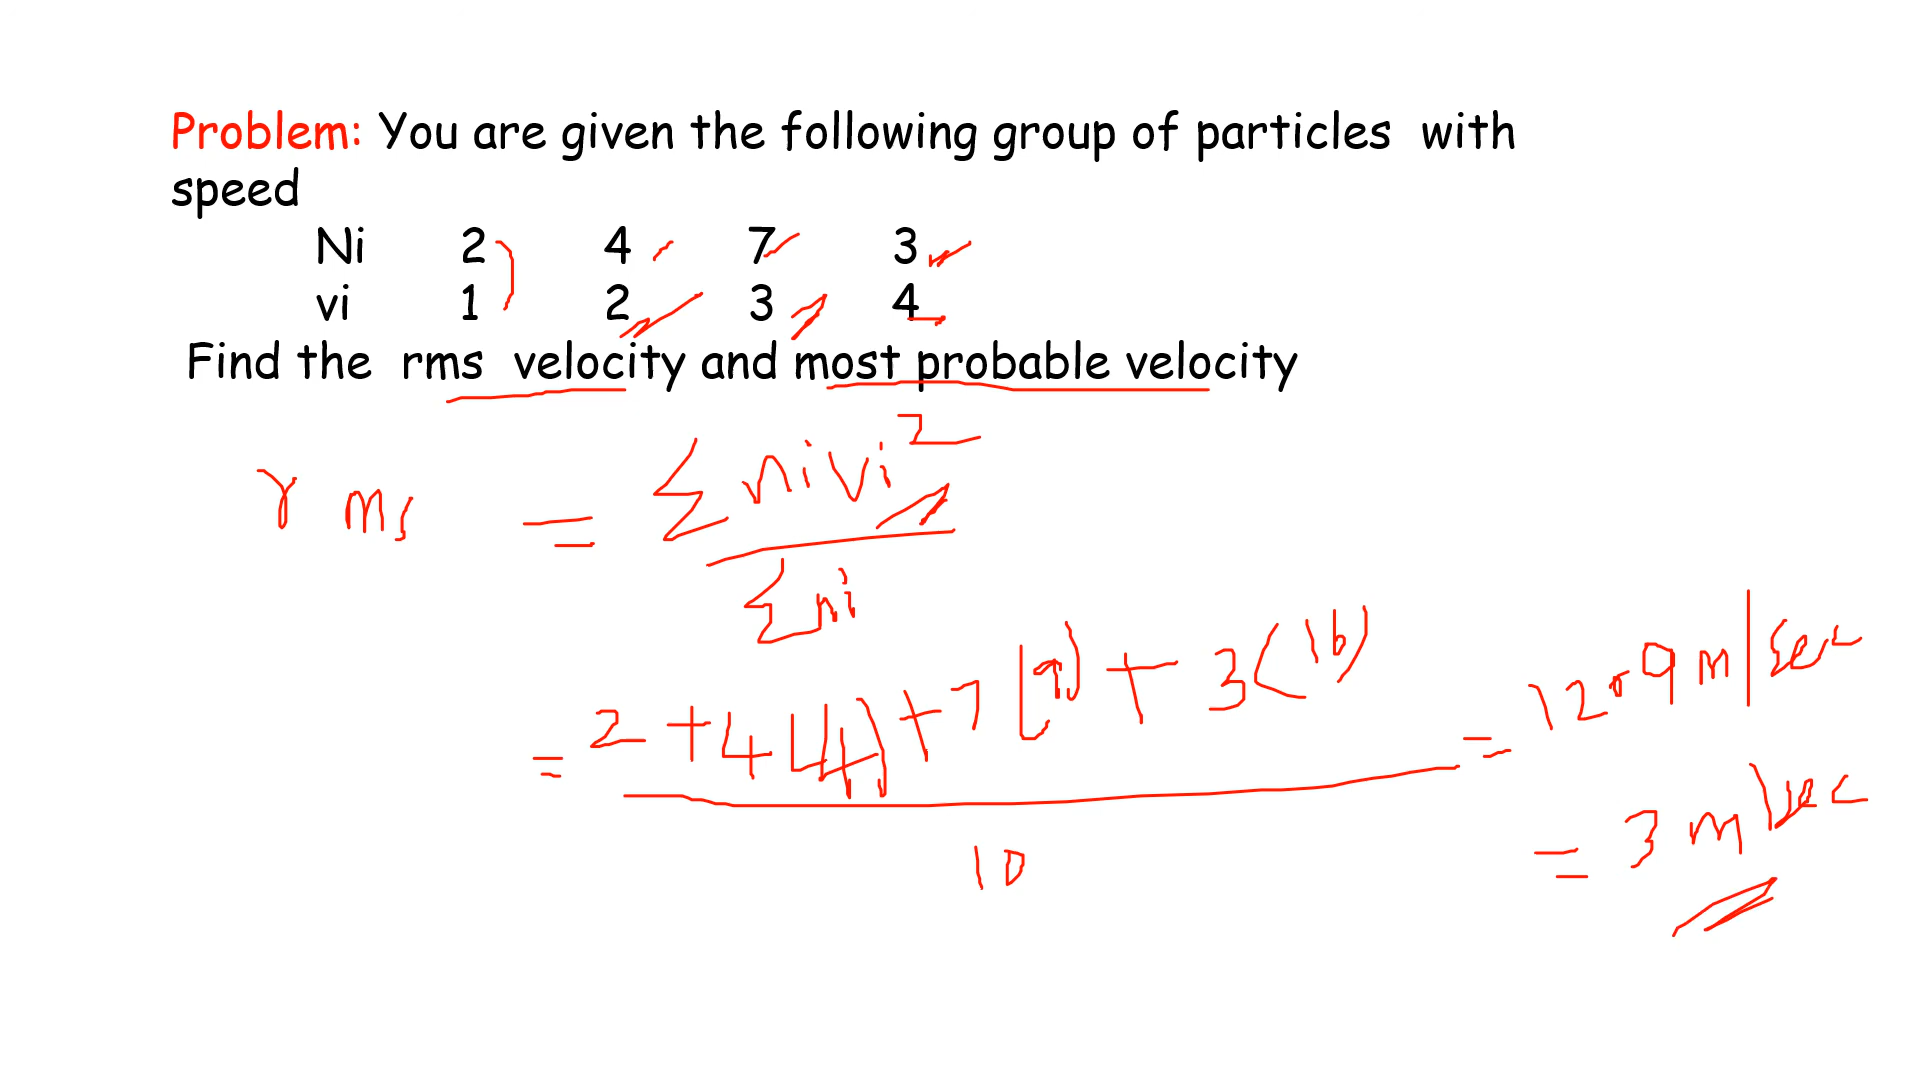 Problem: You are given the following group of particles with
speed
Ni 2 4 7 3
vi 1 2 3 4
Find the rms velocity and most probable velocity
rms = Σnivi²
Σni
= 2 + 4(4) + 7(9) + 3(16) = 12.9 m/sec
10
= 3 m/sec